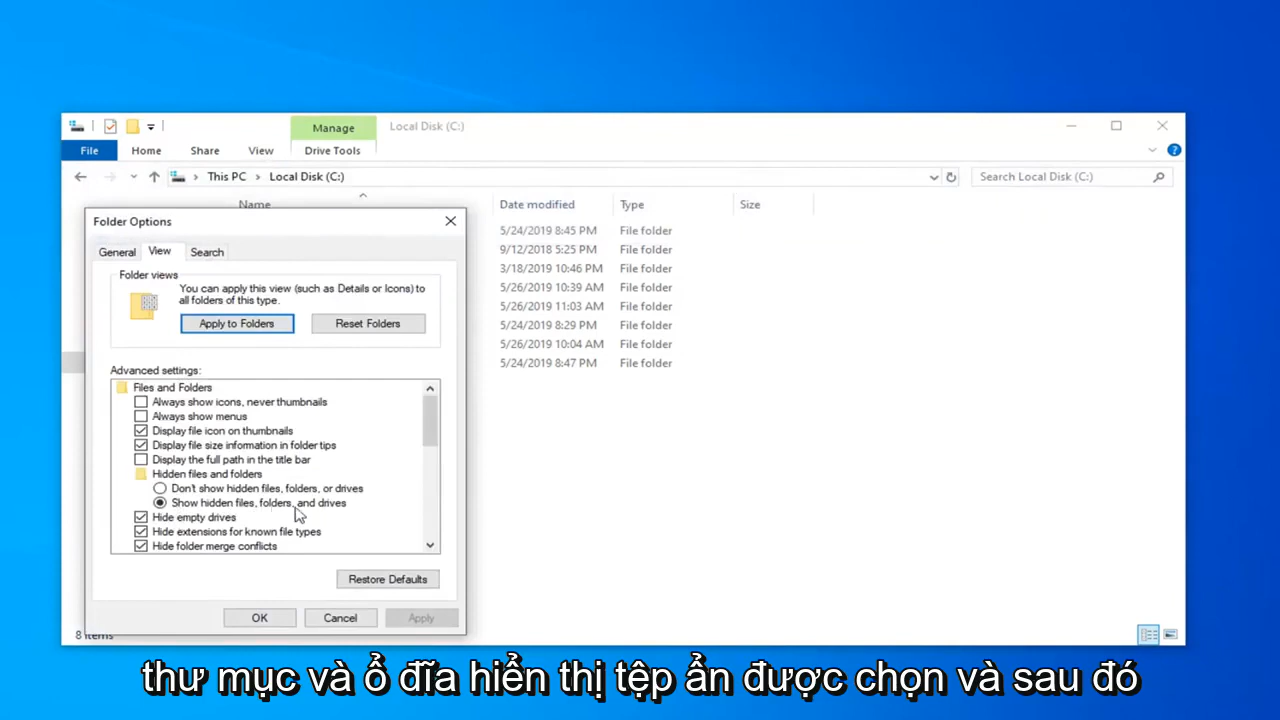 Manage
Local Disk (C:)
File
Home
Share
View
Drive Tools
This PC > Local Disk (C:)
Search Local Disk (C:)
Name
Date modified
Type
Size
5/24/2019 8:45 PM File folder
9/12/2018 5:25 PM File folder
3/18/2019 10:46 PM File folder
5/26/2019 10:39 AM File folder
5/26/2019 11:03 AM File folder
5/24/2019 8:29 PM File folder
5/26/2019 10:04 AM File folder
5/24/2019 8:47 PM File folder
Folder Options
General
View
Search
Folder views
You can apply this view (such as Details or Icons) to
all folders of this type.
Apply to Folders
Reset Folders
Advanced settings:
Files and Folders
Always show icons, never thumbnails
Always show menus
Display file icon on thumbnails
Display file size information in folder tips
Display the full path in the title bar
Hidden files and folders
Don't show hidden files, folders, or drives
Show hidden files, folders, and drives
Hide empty drives
Hide extensions for known file types
Hide folder merge conflicts
Restore Defaults
OK
Cancel
Apply
8 items
thư mục và ổ đĩa hiển thị tệp ẩn được chọn và sau đó